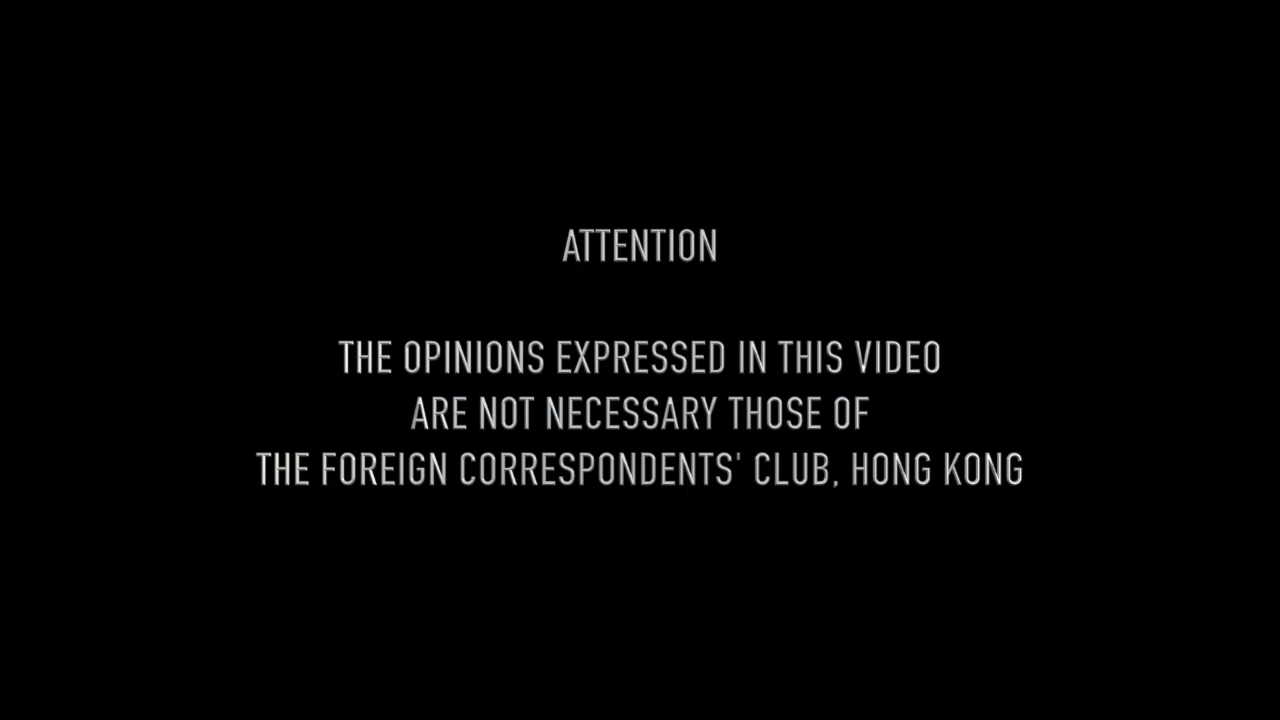 ATTENTION
THE OPINIONS EXPRESSED IN THIS VIDEO
ARE NOT NECESSARY THOSE OF
THE FOREIGN CORRESPONDENTS' CLUB, HONG KONG